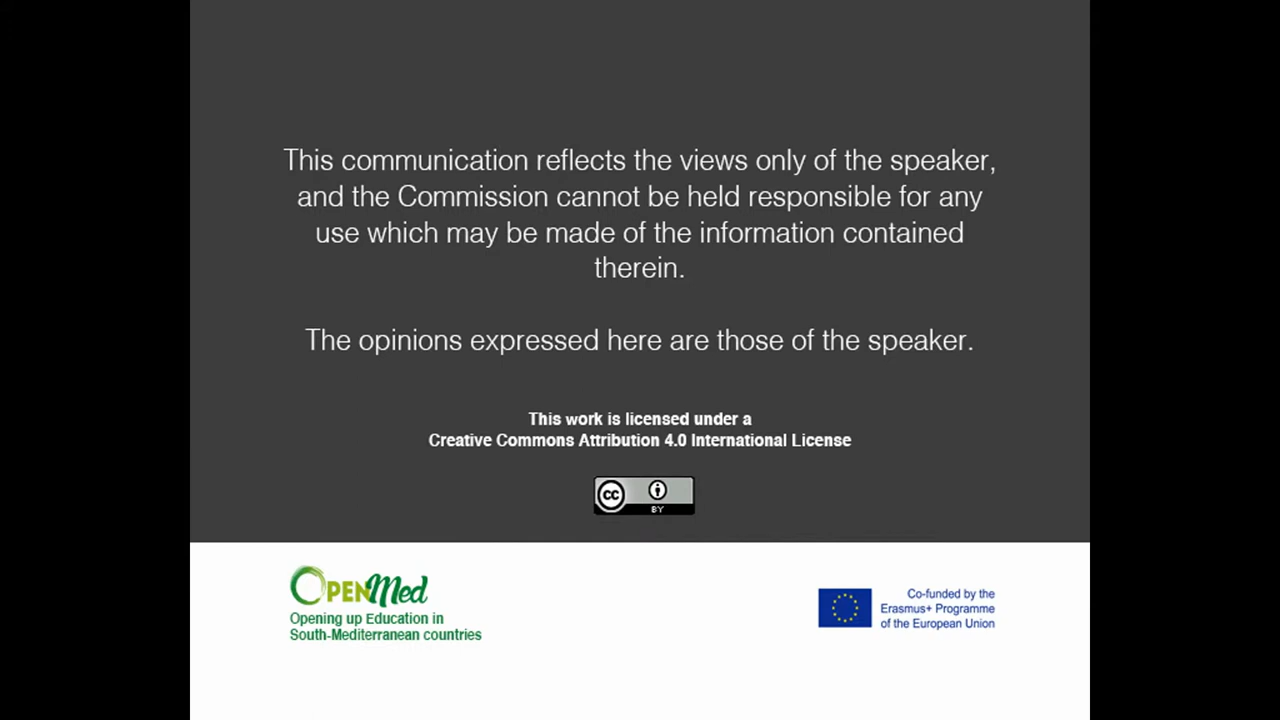 This communication reflects the views only of the speaker,
and the Commission cannot be held responsible for any
use which may be made of the information contained
therein.
The opinions expressed here are those of the speaker.
This work is licensed under a
Creative Commons Attribution 4.0 International License
cc
BY
OPENMed
Opening up Education in
South-Mediterranean countries
Co-funded by the
Erasmus+ Programme
of the European Union